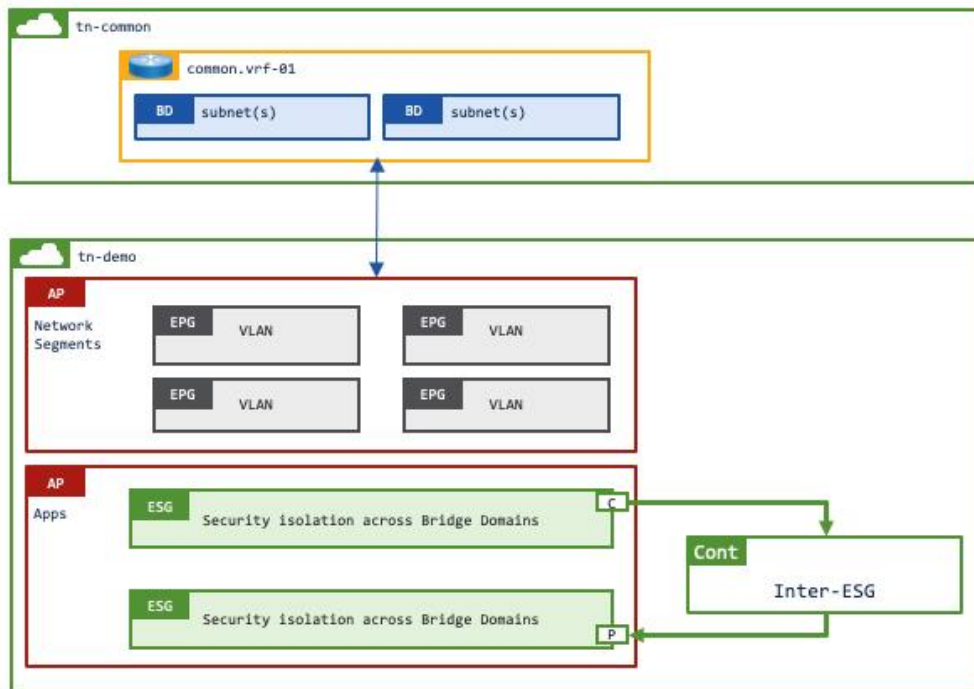 tn-common
common.vrf-01
BD subnet(s) BD subnet(s)
tn-demo
AP
Network
Segments
EPG VLAN EPG VLAN
EPG VLAN EPG VLAN
AP
Apps
ESG Security isolation across Bridge Domains C
Cont
Inter-ESG
ESG Security isolation across Bridge Domains P